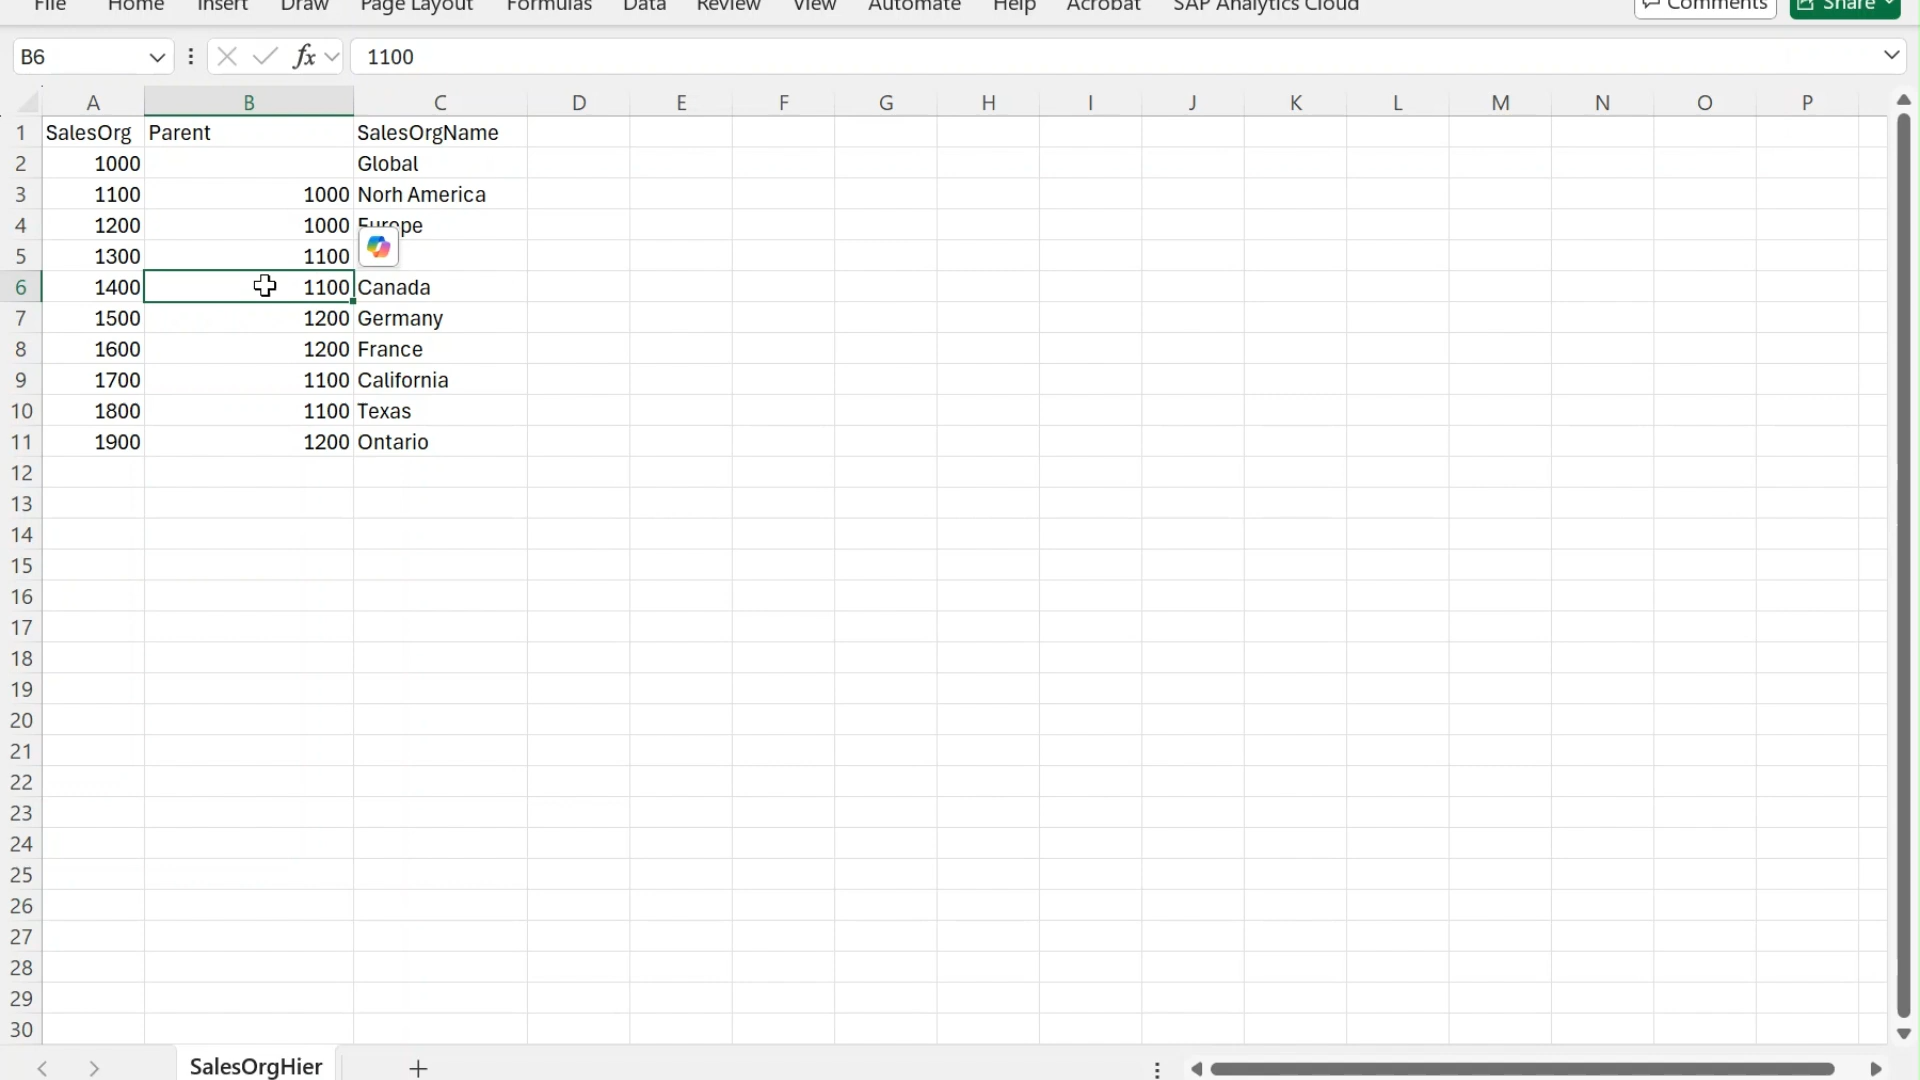 File Home Insert Draw Page Layout Formulas Data Review View Automate Help Acrobat SAP Analytics Cloud Comments Share
B6 fx 1100
A B C D E F G H I J K L M N O P
1 SalesOrg Parent SalesOrgName
2 1000 Global
3 1100 1000 Norh America
4 1200 1000 Europe
5 1300 1100
6 1400 1100 Canada
7 1500 1200 Germany
8 1600 1200 France
9 1700 1100 California
10 1800 1100 Texas
11 1900 1200 Ontario
12
13
14
15
16
17
18
19
20
21
22
23
24
25
26
27
28
29
30
SalesOrgHier